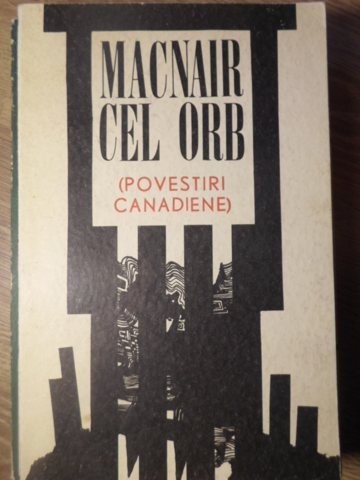 MACNAIR
CEL ORB
(POVESTIRI
CANADIENE)